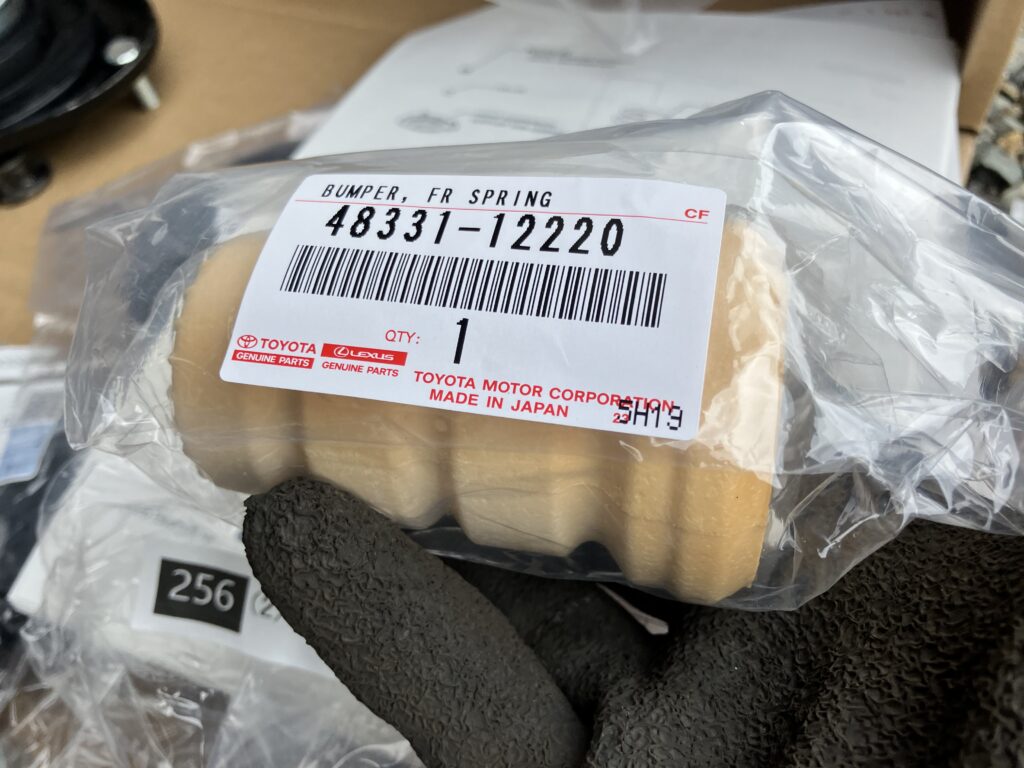 BUMPER, FR SPRING
CF
48331-12220
QTY: 1
TOYOTA
GENUINE PARTS
LEXUS
GENUINE PARTS
TOYOTA MOTOR CORPORATION
MADE IN JAPAN
23
SH13
256